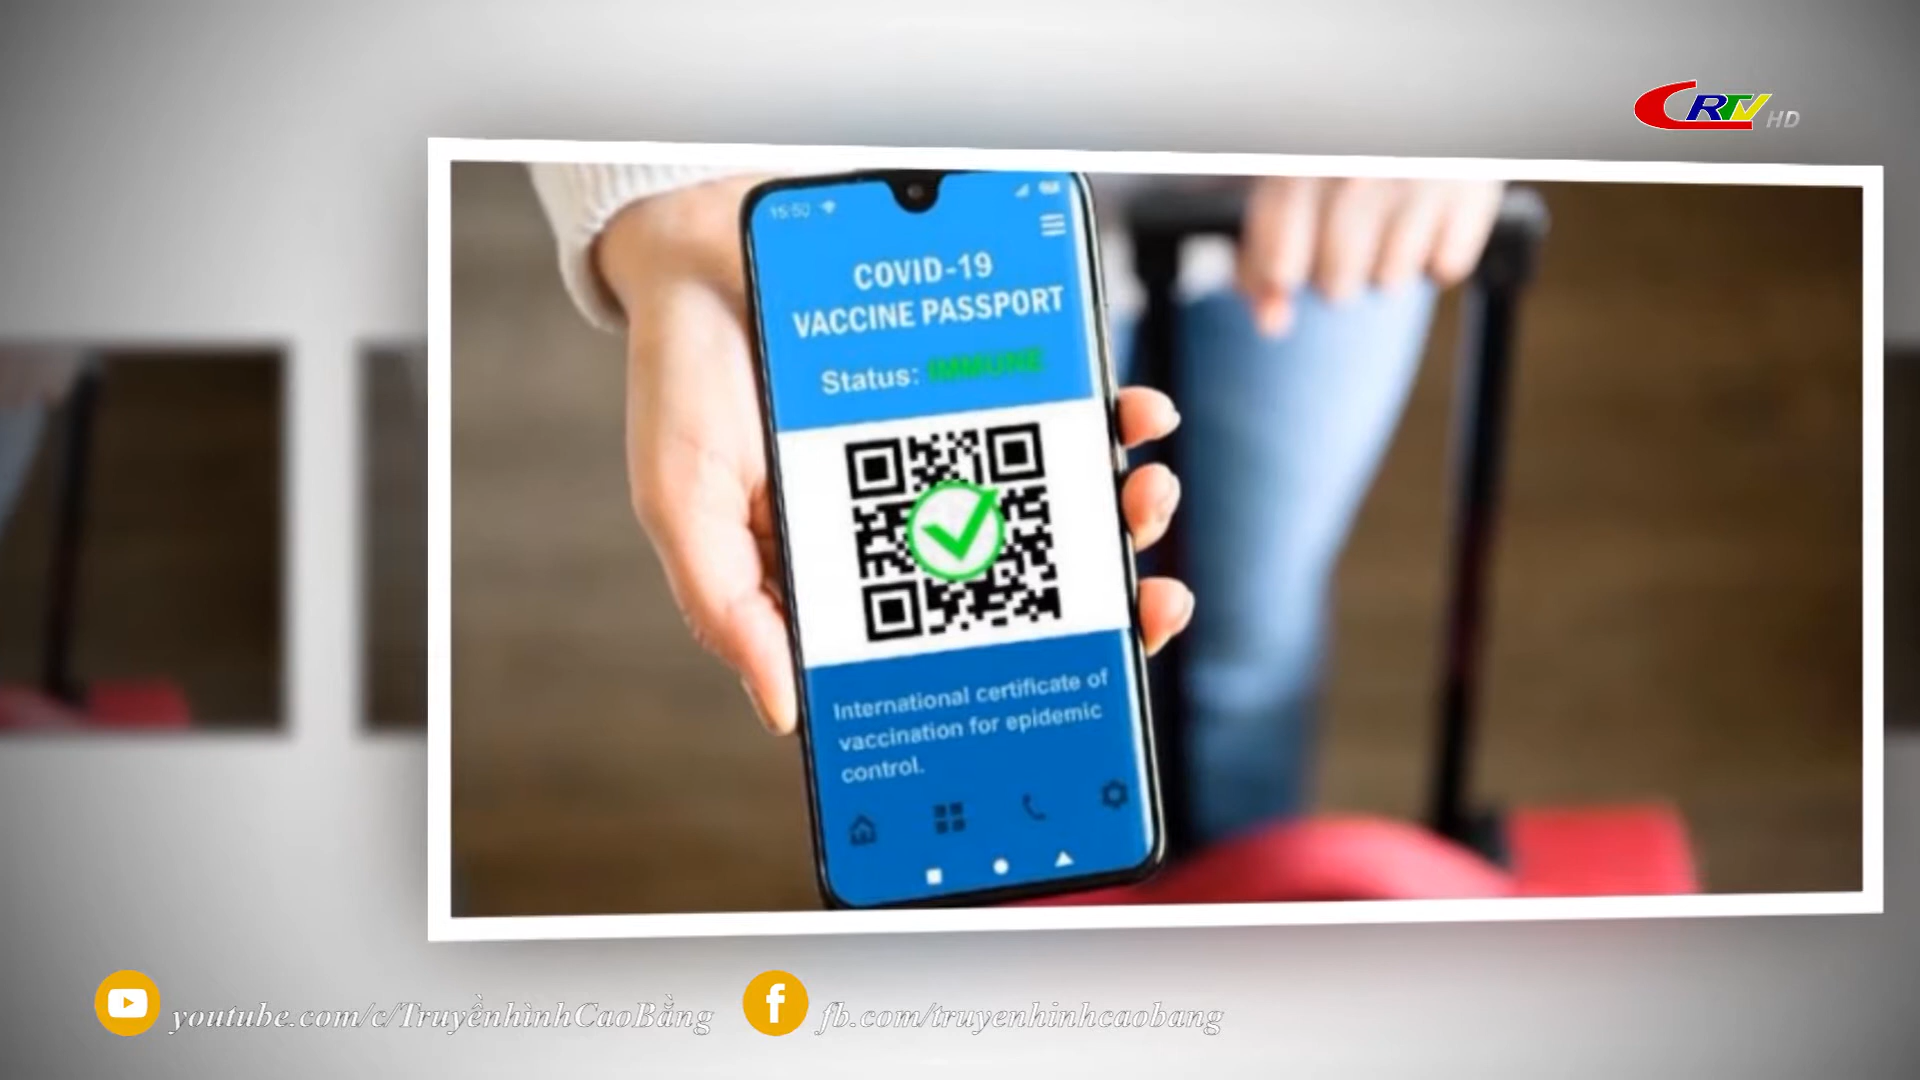 CRTV HD
15:50
COVID-19
VACCINE PASSPORT
Status: IMMUNE
International certificate of
vaccination for epidemic
control.
youtube.com/c/TruyềnhìnhCaoBằng
fb.com/truyenhinhcaobang